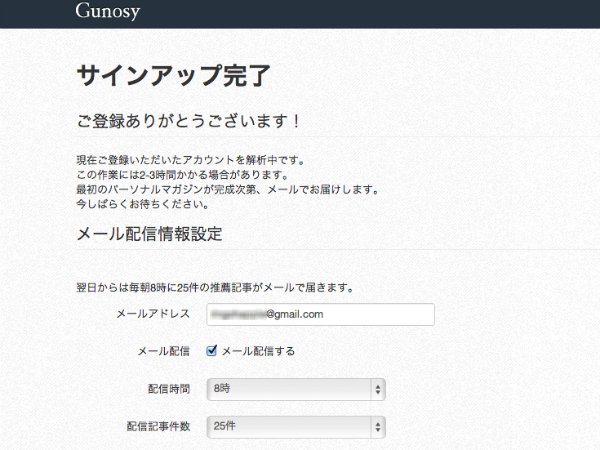 Gunosy
サインアップ完了
ご登録ありがとうございます！
現在ご登録いただいたアカウントを解析中です。
この作業には2-3時間かかる場合があります。
最初のパーソナルマガジンが完成次第、メールでお届けします。
今しばらくお待ちください。
メール配信情報設定
翌日からは毎朝8時に25件の推薦記事がメールで届きます。
メールアドレス @gmail.com
メール配信 メール配信する
配信時間 8時
配信記事件数 25件